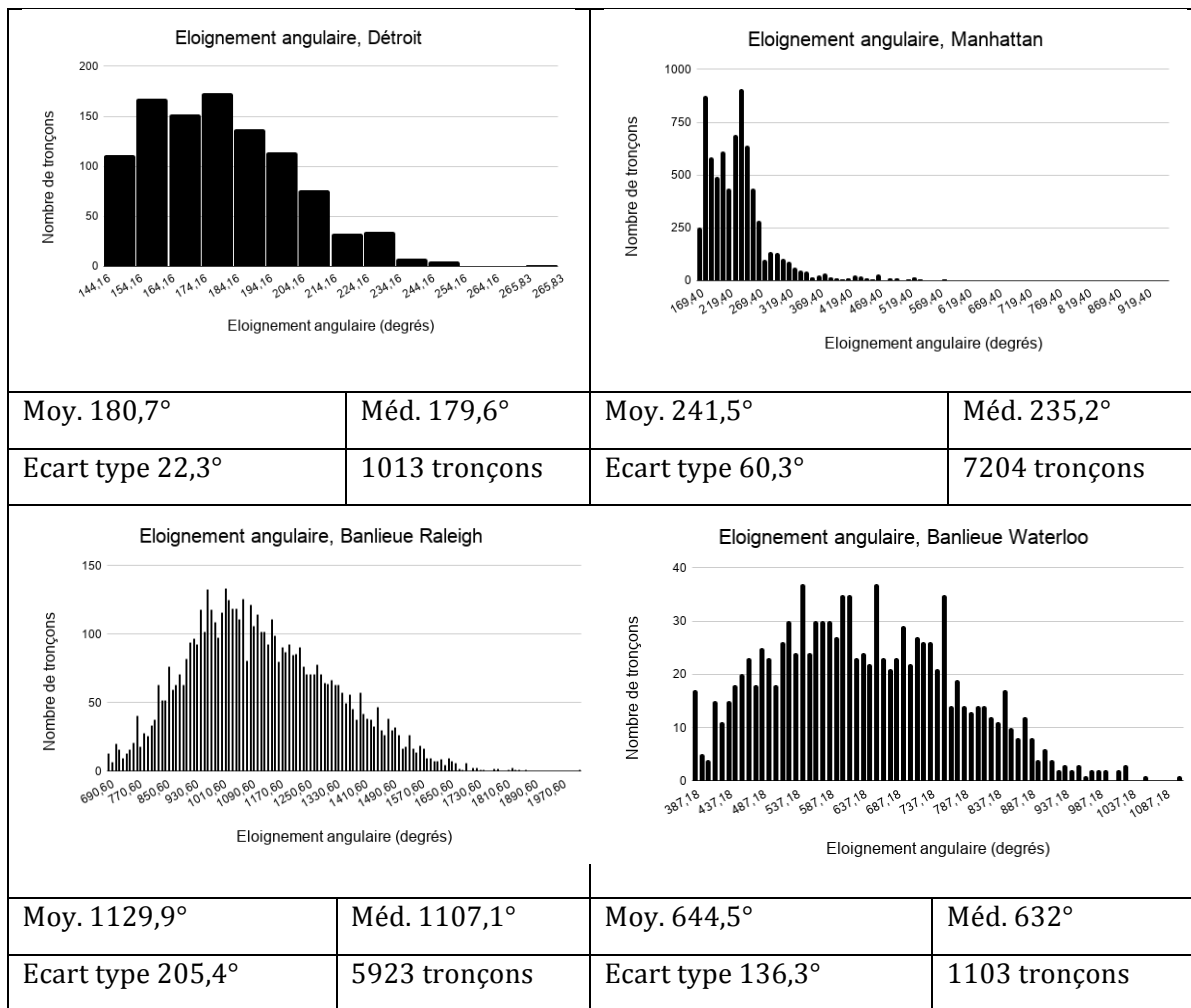 Eloignement angulaire, Détroit
Nombre de tronçons
200
150
100
50
0
144,16 154,16 164,16 174,16 184,16 194,16 204,16 214,16 224,16 234,16 244,16 254,16 264,16 265,83 265,83
Eloignement angulaire (degrés)
Eloignement angulaire, Manhattan
Nombre de tronçons
1000
750
500
250
0
169,40 219,40 269,40 319,40 369,40 419,40 469,40 519,40 569,40 619,40 669,40 719,40 769,40 819,40 869,40 919,40
Eloignement angulaire (degrés)
Moy. 180,7° Méd. 179,6° Moy. 241,5° Méd. 235,2°
Ecart type 22,3° 1013 tronçons Ecart type 60,3° 7204 tronçons
Eloignement angulaire, Banlieue Raleigh
Nombre de tronçons
150
100
50
0
690,60 770,60 850,60 930,60 1010,60 1090,60 1170,60 1250,60 1330,60 1410,60 1490,60 1570,60 1650,60 1730,60 1810,60 1890,60 1970,60
Eloignement angulaire (degrés)
Eloignement angulaire, Banlieue Waterloo
Nombre de tronçons
40
30
20
10
0
387,18 437,18 487,18 537,18 587,18 637,18 687,18 737,18 787,18 837,18 887,18 937,18 987,18 1037,18 1087,18
Eloignement angulaire (degrés)
Moy. 1129,9° Méd. 1107,1° Moy. 644,5° Méd. 632°
Ecart type 205,4° 5923 tronçons Ecart type 136,3° 1103 tronçons